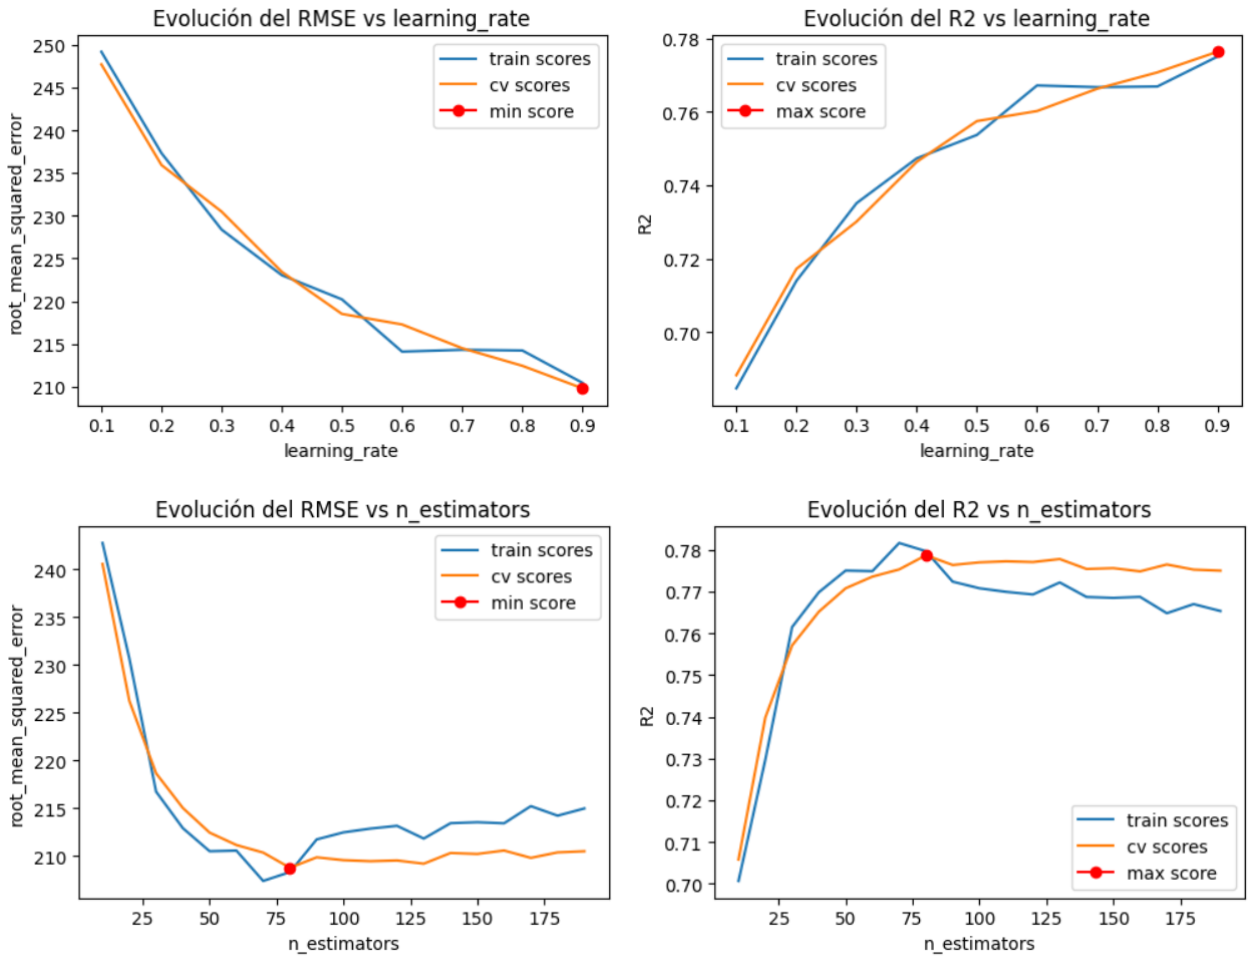 Evolución del RMSE vs learning_rate
root_mean_squared_error
250
245
240
235
230
225
220
215
210
train scores
cv scores
min score
0.1 0.2 0.3 0.4 0.5 0.6 0.7 0.8 0.9
learning_rate
Evolución del R2 vs learning_rate
R2
0.78
0.76
0.74
0.72
0.70
train scores
cv scores
max score
0.1 0.2 0.3 0.4 0.5 0.6 0.7 0.8 0.9
learning_rate
Evolución del RMSE vs n_estimators
root_mean_squared_error
240
235
230
225
220
215
210
train scores
cv scores
min score
25 50 75 100 125 150 175
n_estimators
Evolución del R2 vs n_estimators
R2
0.78
0.77
0.76
0.75
0.74
0.73
0.72
0.71
0.70
train scores
cv scores
max score
25 50 75 100 125 150 175
n_estimators